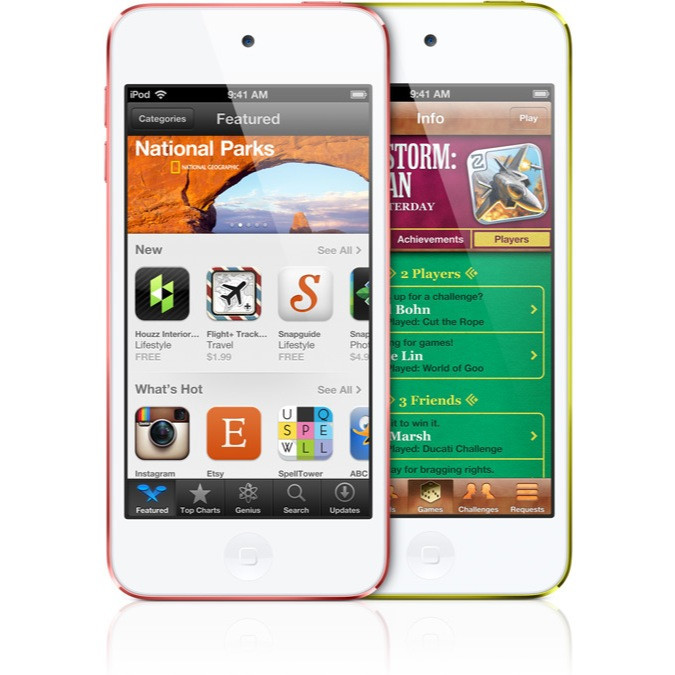 iPod 9:41 AM
Categories Featured
National Parks
NATIONAL GEOGRAPHIC
New See All
Houzz Interior... Flight+ Track... Snapguide
Lifestyle Travel Lifestyle Phot
FREE $1.99 FREE $4.9
What's Hot See All
E
U Q
S P E
W L L
Instagram Etsy SpellTower ABC
Featured Top Charts Genius Search Updates
9:41 AM
Info Play
STORM:
AN
TERDAY
Achievements Players
2 Players
up for a challenge?
Bohn
layed: Cut the Rope
ng for games!
e Lin
layed: World of Goo
3 Friends
it to win it.
Marsh
layed: Ducati Challenge
ay for bragging rights.
ds Games Challenges Requests